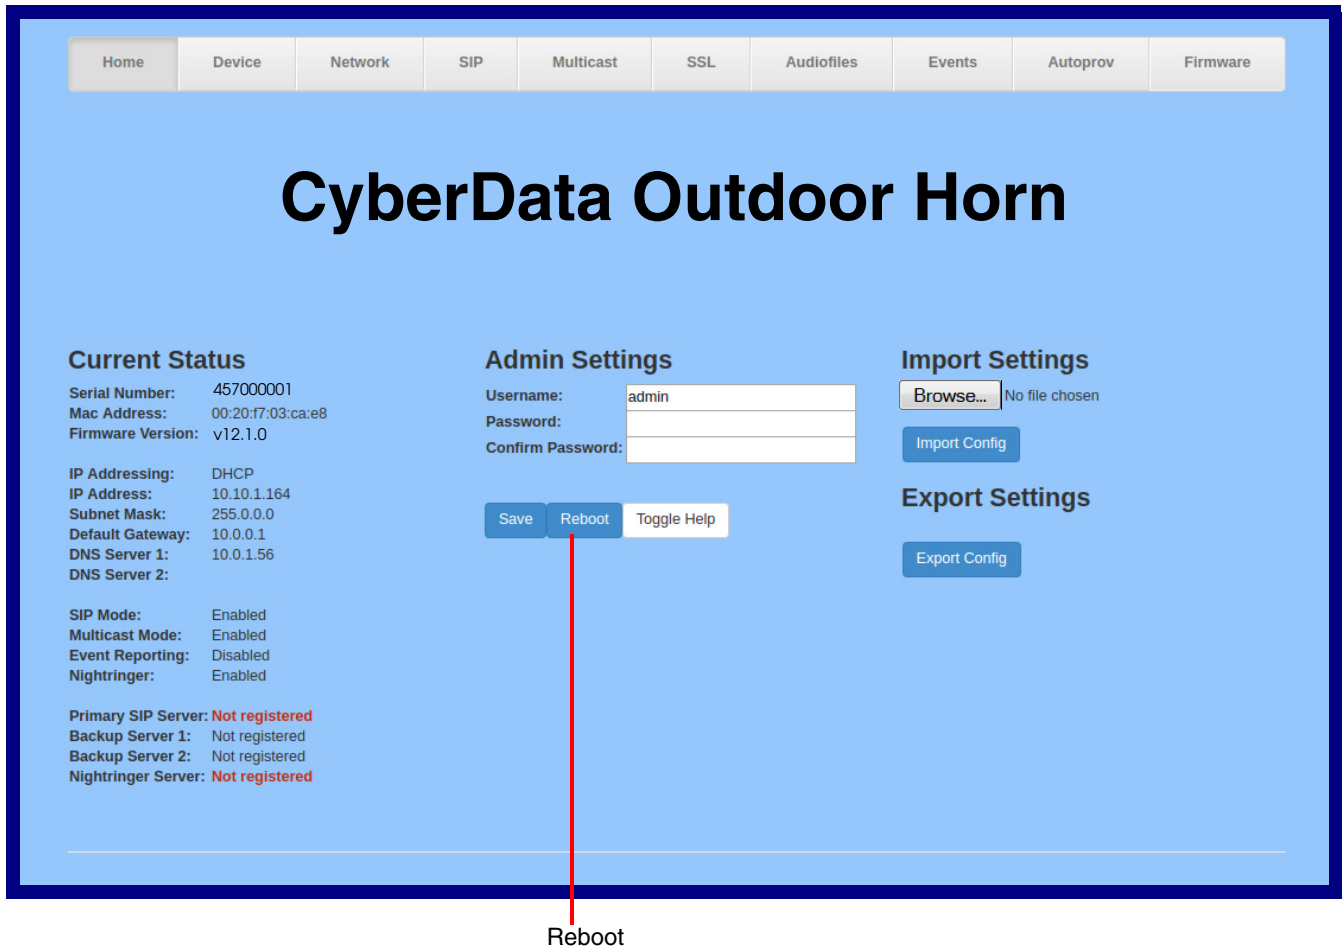 Home Device Network SIP Multicast SSL Audiofiles Events Autoprov Firmware
CyberData Outdoor Horn
Current Status
Serial Number: 457000001
Mac Address: 00:20:f7:03:ca:e8
Firmware Version: v12.1.0
IP Addressing: DHCP
IP Address: 10.10.1.164
Subnet Mask: 255.0.0.0
Default Gateway: 10.0.0.1
DNS Server 1: 10.0.1.56
DNS Server 2:
SIP Mode: Enabled
Multicast Mode: Enabled
Event Reporting: Disabled
Nightringer: Enabled
Primary SIP Server: Not registered
Backup Server 1: Not registered
Backup Server 2: Not registered
Nightringer Server: Not registered
Admin Settings
Username: admin
Password:
Confirm Password:
Save Reboot Toggle Help
Import Settings
Browse... No file chosen
Import Config
Export Settings
Export Config
Reboot